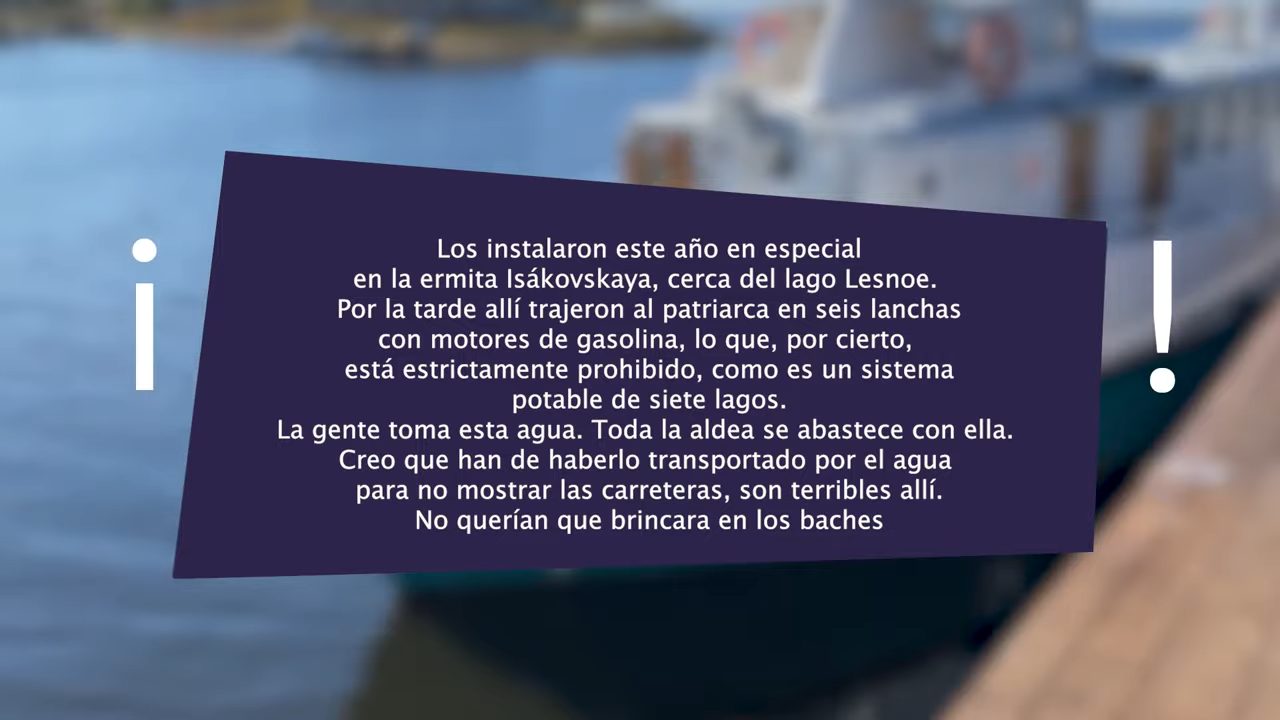 Los instalaron este año en especial
en la ermita Isákovskaya, cerca del lago Lesnoe.
Por la tarde allí trajeron al patriarca en seis lanchas
con motores de gasolina, lo que, por cierto,
está estrictamente prohibido, como es un sistema
potable de siete lagos.
La gente toma esta agua. Toda la aldea se abastece con ella.
Creo que han de haberlo transportado por el agua
para no mostrar las carreteras, son terribles allí.
No querían que brincara en los baches
¡ !